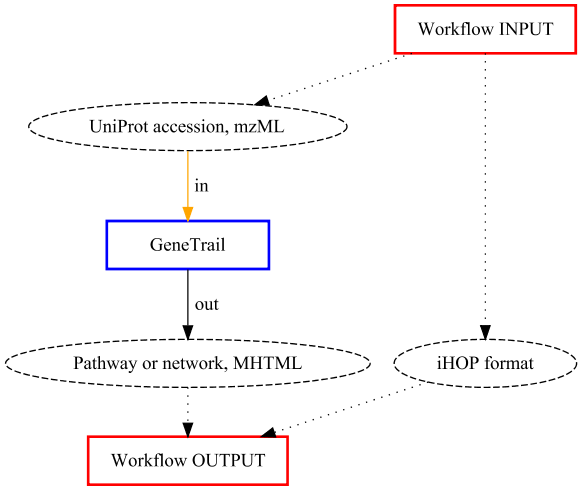 Workflow INPUT
UniProt accession, mzML
in
GeneTrail
out
Pathway or network, MHTML
iHOP format
Workflow OUTPUT